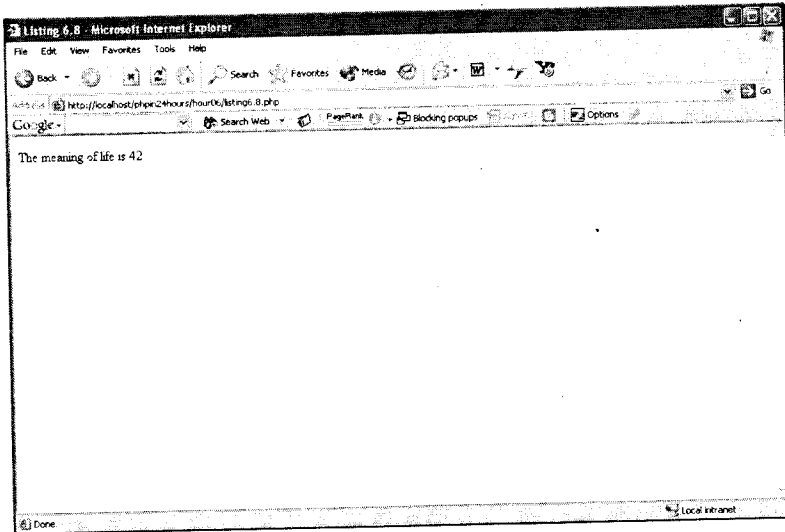 Listing 6.8 - Microsoft Internet Explorer
File Edit View Favorites Tools Help
Back Search Favorites Media
http://localhost/phpin24hours/hour06/listing6.8.php Go
Google Search Web PageRank Blocking popups Options
The meaning of life is 42
Done Local intranet